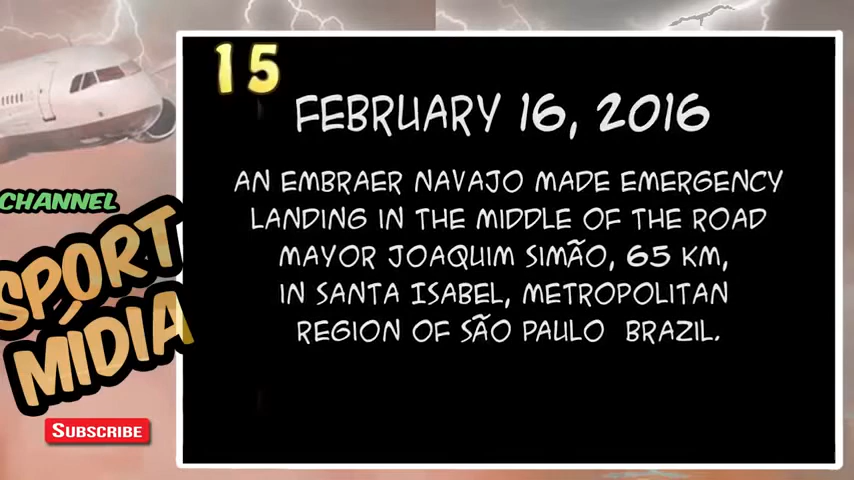 15
FEBRUARY 16, 2016
AN EMBRAER NAVAJO MADE EMERGENCY
LANDING IN THE MIDDLE OF THE ROAD
MAYOR JOAQUIM SIMÃO, 65 KM,
IN SANTA ISABEL, METROPOLITAN
REGION OF SÃO PAULO BRAZIL.
CHANNEL
SPORT
MÍDIA
SUBSCRIBE